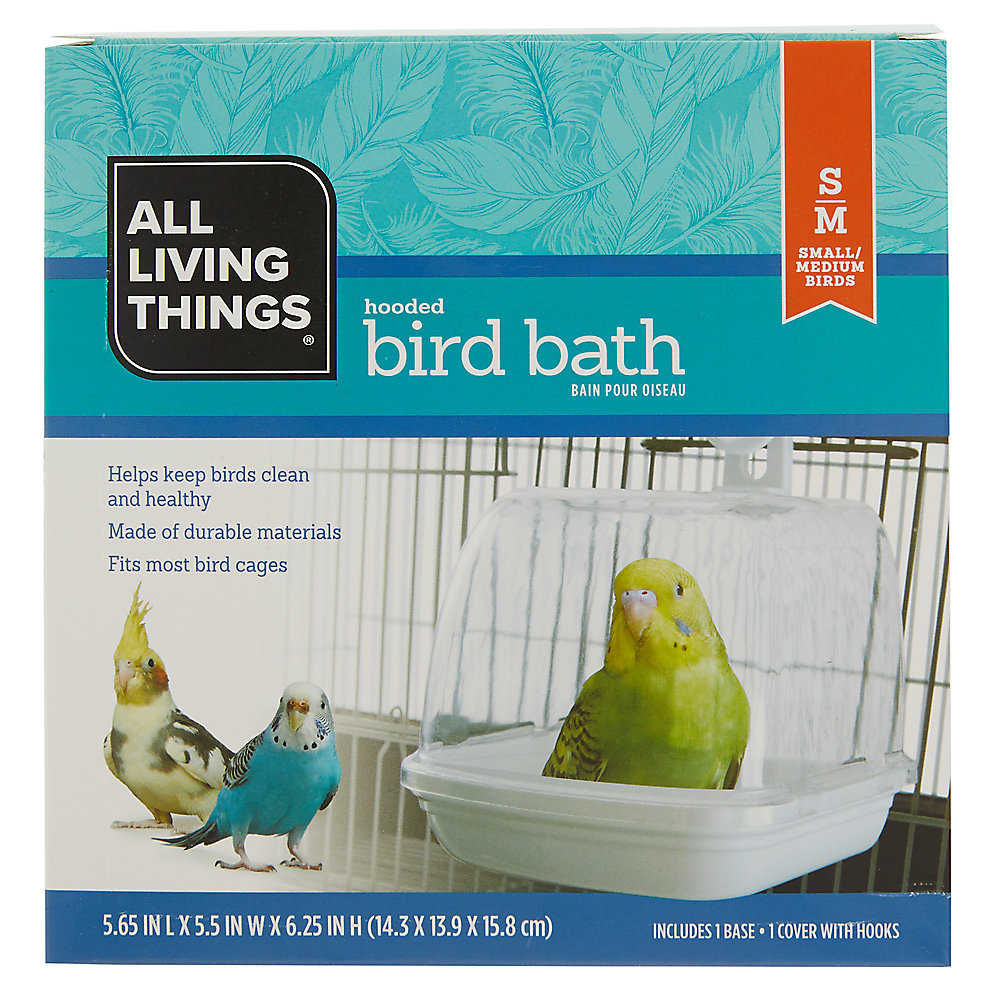 ALL
LIVING
THINGS®
S
M
SMALL/
MEDIUM
BIRDS
hooded
bird bath
BAIN POUR OISEAU
Helps keep birds clean
and healthy
Made of durable materials
Fits most bird cages
5.65 IN L X 5.5 IN W X 6.25 IN H (14.3 X 13.9 X 15.8 cm)
INCLUDES 1 BASE • 1 COVER WITH HOOKS